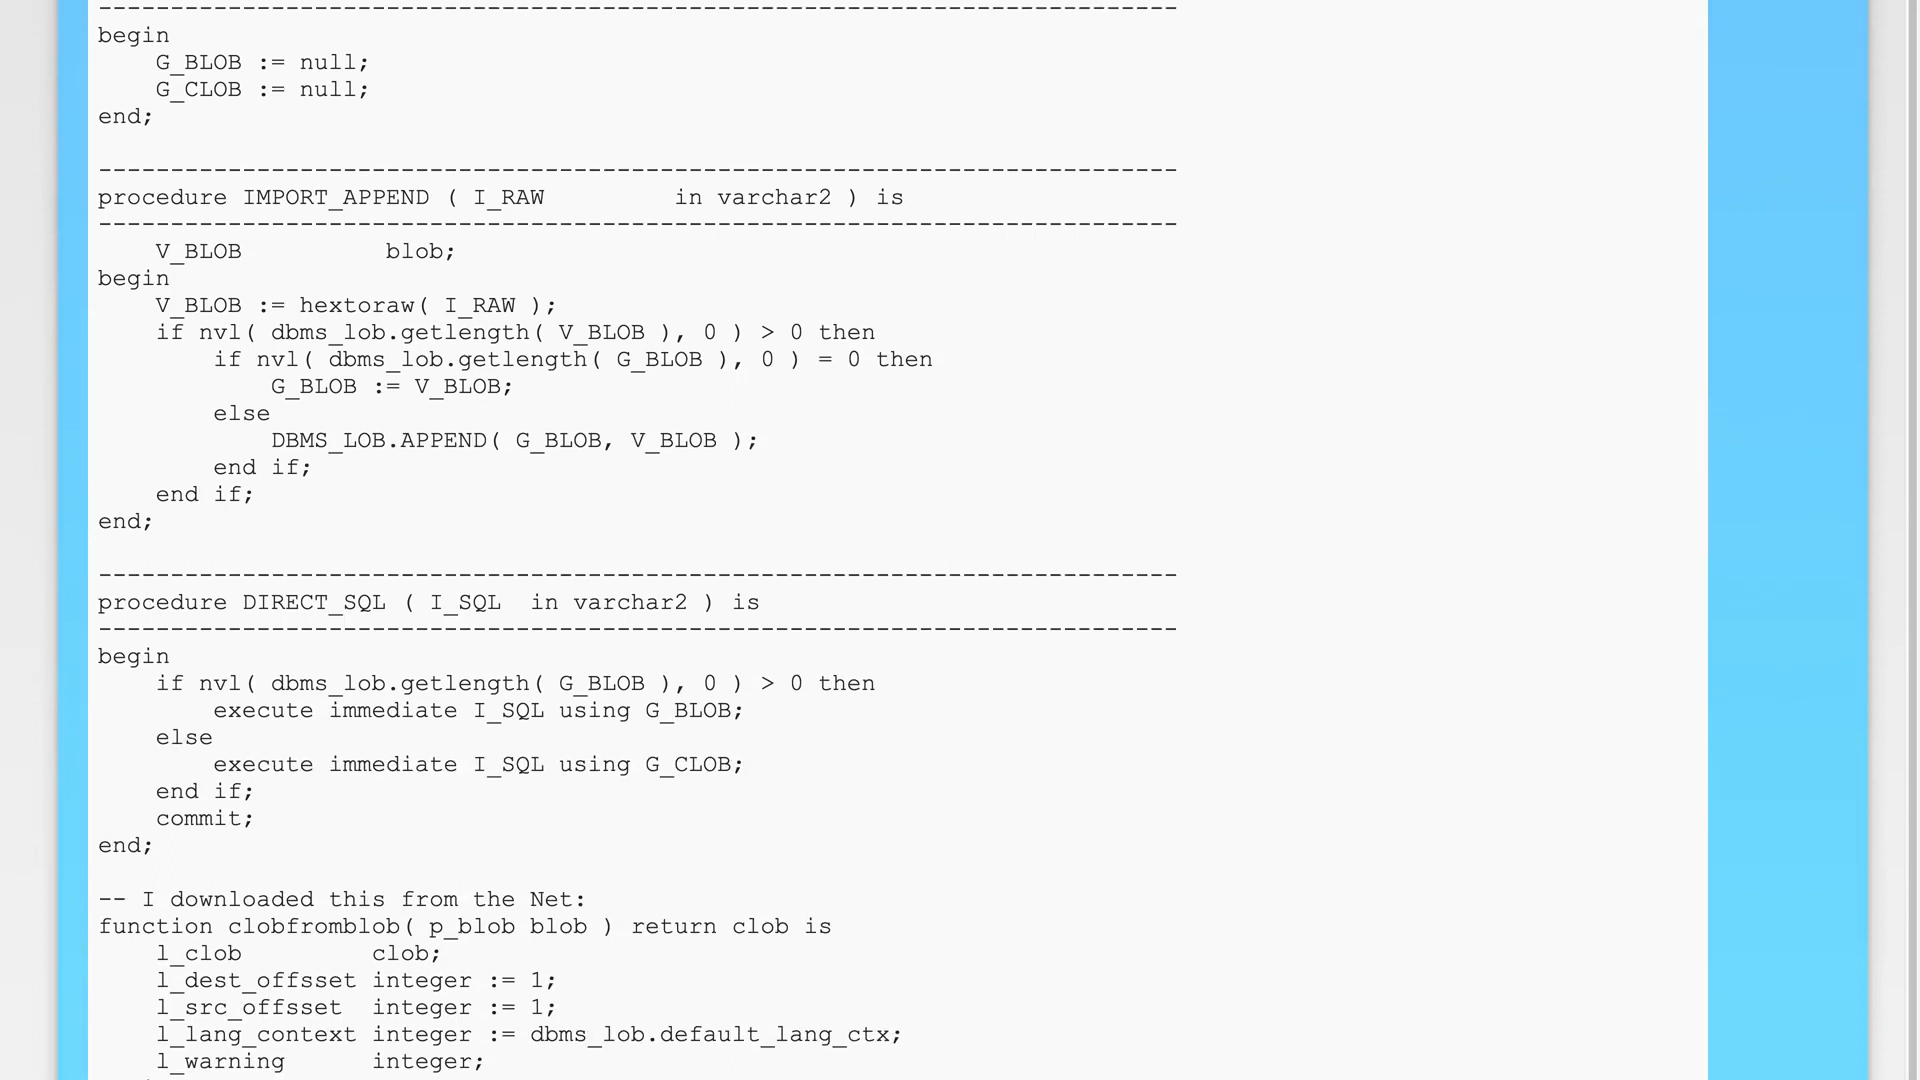 ---------------------------------------------------------------------------
begin
    G_BLOB := null;
    G_CLOB := null;
end;
---------------------------------------------------------------------------
procedure IMPORT_APPEND ( I_RAW         in varchar2 ) is
---------------------------------------------------------------------------
    V_BLOB          blob;
begin
    V_BLOB := hextoraw( I_RAW );
    if nvl( dbms_lob.getlength( V_BLOB ), 0 ) > 0 then
        if nvl( dbms_lob.getlength( G_BLOB ), 0 ) = 0 then
            G_BLOB := V_BLOB;
        else
            DBMS_LOB.APPEND( G_BLOB, V_BLOB );
        end if;
    end if;
end;
---------------------------------------------------------------------------
procedure DIRECT_SQL ( I_SQL  in varchar2 ) is
---------------------------------------------------------------------------
begin
    if nvl( dbms_lob.getlength( G_BLOB ), 0 ) > 0 then
        execute immediate I_SQL using G_BLOB;
    else
        execute immediate I_SQL using G_CLOB;
    end if;
    commit;
end;
-- I downloaded this from the Net:
function clobfromblob( p_blob blob ) return clob is
    l_clob         clob;
    l_dest_offsset integer := 1;
    l_src_offsset  integer := 1;
    l_lang_context integer := dbms_lob.default_lang_ctx;
    l_warning      integer;